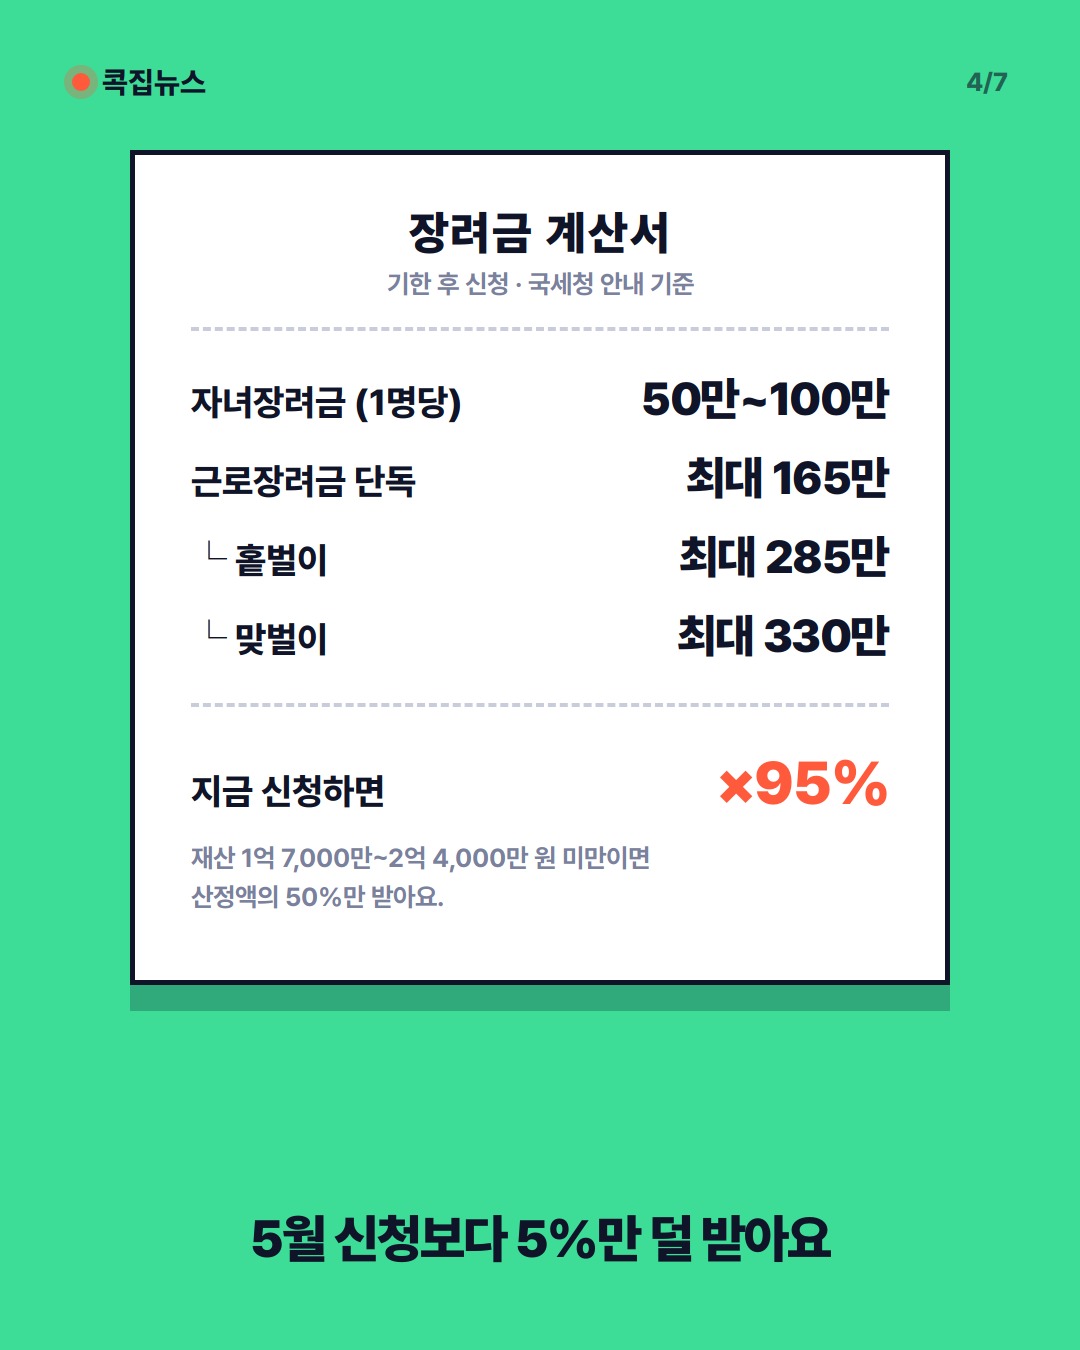 콕집뉴스
4/7
장려금 계산서
기한 후 신청 · 국세청 안내 기준
자녀장려금 (1명당) 50만~100만
근로장려금 단독 최대 165만
└ 홑벌이 최대 285만
└ 맞벌이 최대 330만
지금 신청하면 ×95%
재산 1억 7,000만~2억 4,000만 원 미만이면
산정액의 50%만 받아요.
5월 신청보다 5%만 덜 받아요